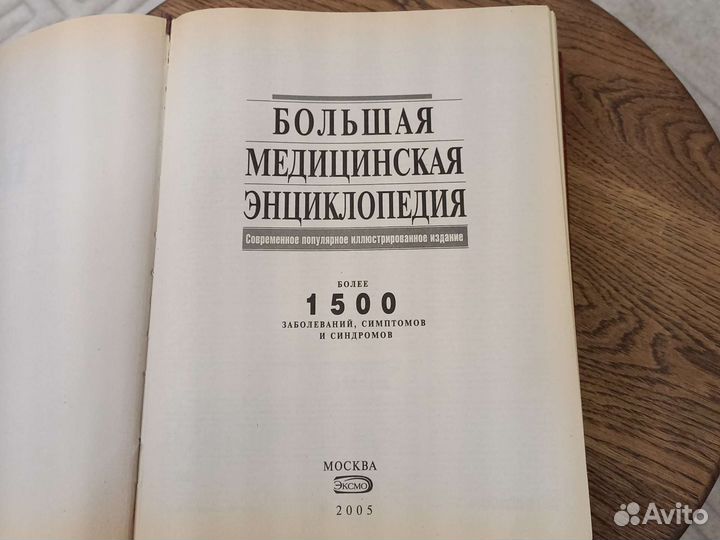 БОЛЬШАЯ
МЕДИЦИНСКАЯ
ЭНЦИКЛОПЕДИЯ
Современное популярное иллюстрированное издание
БОЛЕЕ
1500
ЗАБОЛЕВАНИЙ, СИМПТОМОВ
И СИНДРОМОВ
МОСКВА
ЭКСМО
2005
Avito